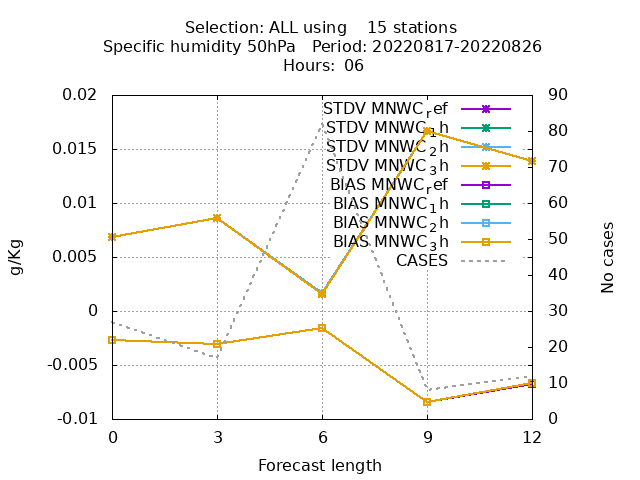 Selection: ALL using    15 stations
Specific humidity 50hPa   Period: 20220817-20220826
Hours:  06
0.02
0.015
0.01
0.005
0
-0.005
-0.01
g/Kg
90
80
70
60
50
40
30
20
10
0
No cases
STDV MNWC_ref
STDV MNWC_1h
STDV MNWC_2h
STDV MNWC_3h
BIAS MNWC_ref
BIAS MNWC_1h
BIAS MNWC_2h
BIAS MNWC_3h
CASES
0 3 6 9 12
Forecast length